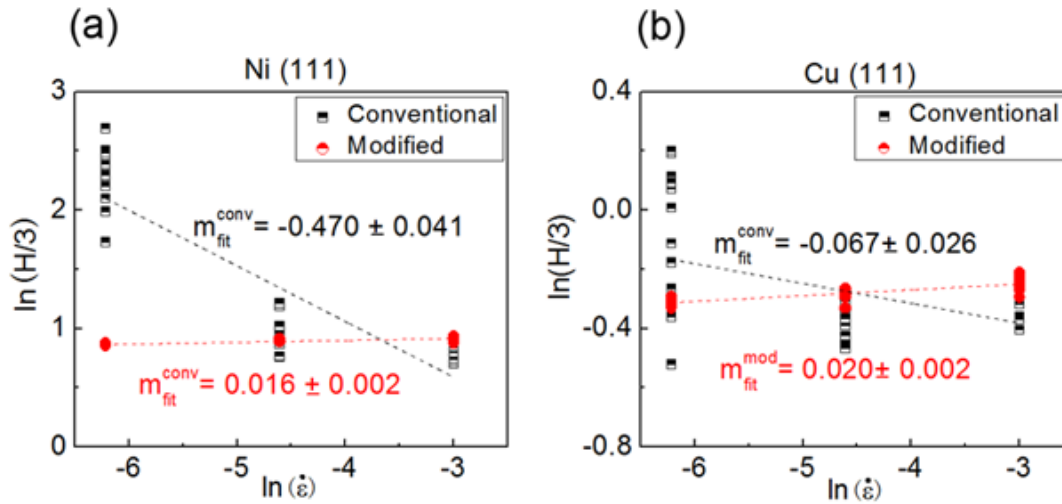 (a)
Ni (111)
3
2
1
0
ln (H/3)
Conventional
Modified
m_fit^conv = -0.470 ± 0.041
m_fit^conv = 0.016 ± 0.002
-6 -5 -4 -3
ln (ε̇)
(b)
Cu (111)
0.4
0.0
-0.4
-0.8
ln(H/3)
Conventional
Modified
m_fit^conv = -0.067± 0.026
m_fit^mod = 0.020± 0.002
-6 -5 -4 -3
ln (ε̇)